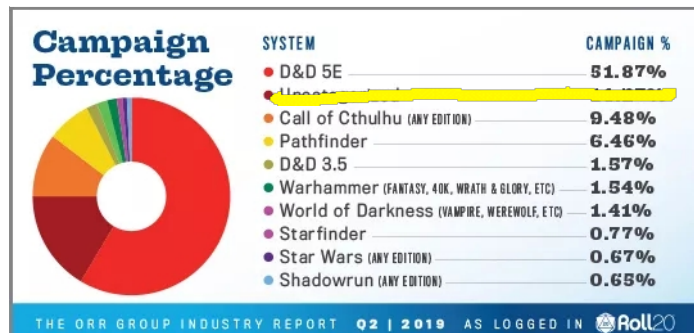 Campaign
Percentage
SYSTEM CAMPAIGN %
D&D 5E 51.87%
Call of Cthulhu (ANY EDITION) 9.48%
Pathfinder 6.46%
D&D 3.5 1.57%
Warhammer (FANTASY, 40K, WRATH & GLORY, ETC) 1.54%
World of Darkness (VAMPIRE, WEREWOLF, ETC) 1.41%
Starfinder 0.77%
Star Wars (ANY EDITION) 0.67%
Shadowrun (ANY EDITION) 0.65%
THE ORR GROUP INDUSTRY REPORT Q2 | 2019 AS LOGGED IN Roll20